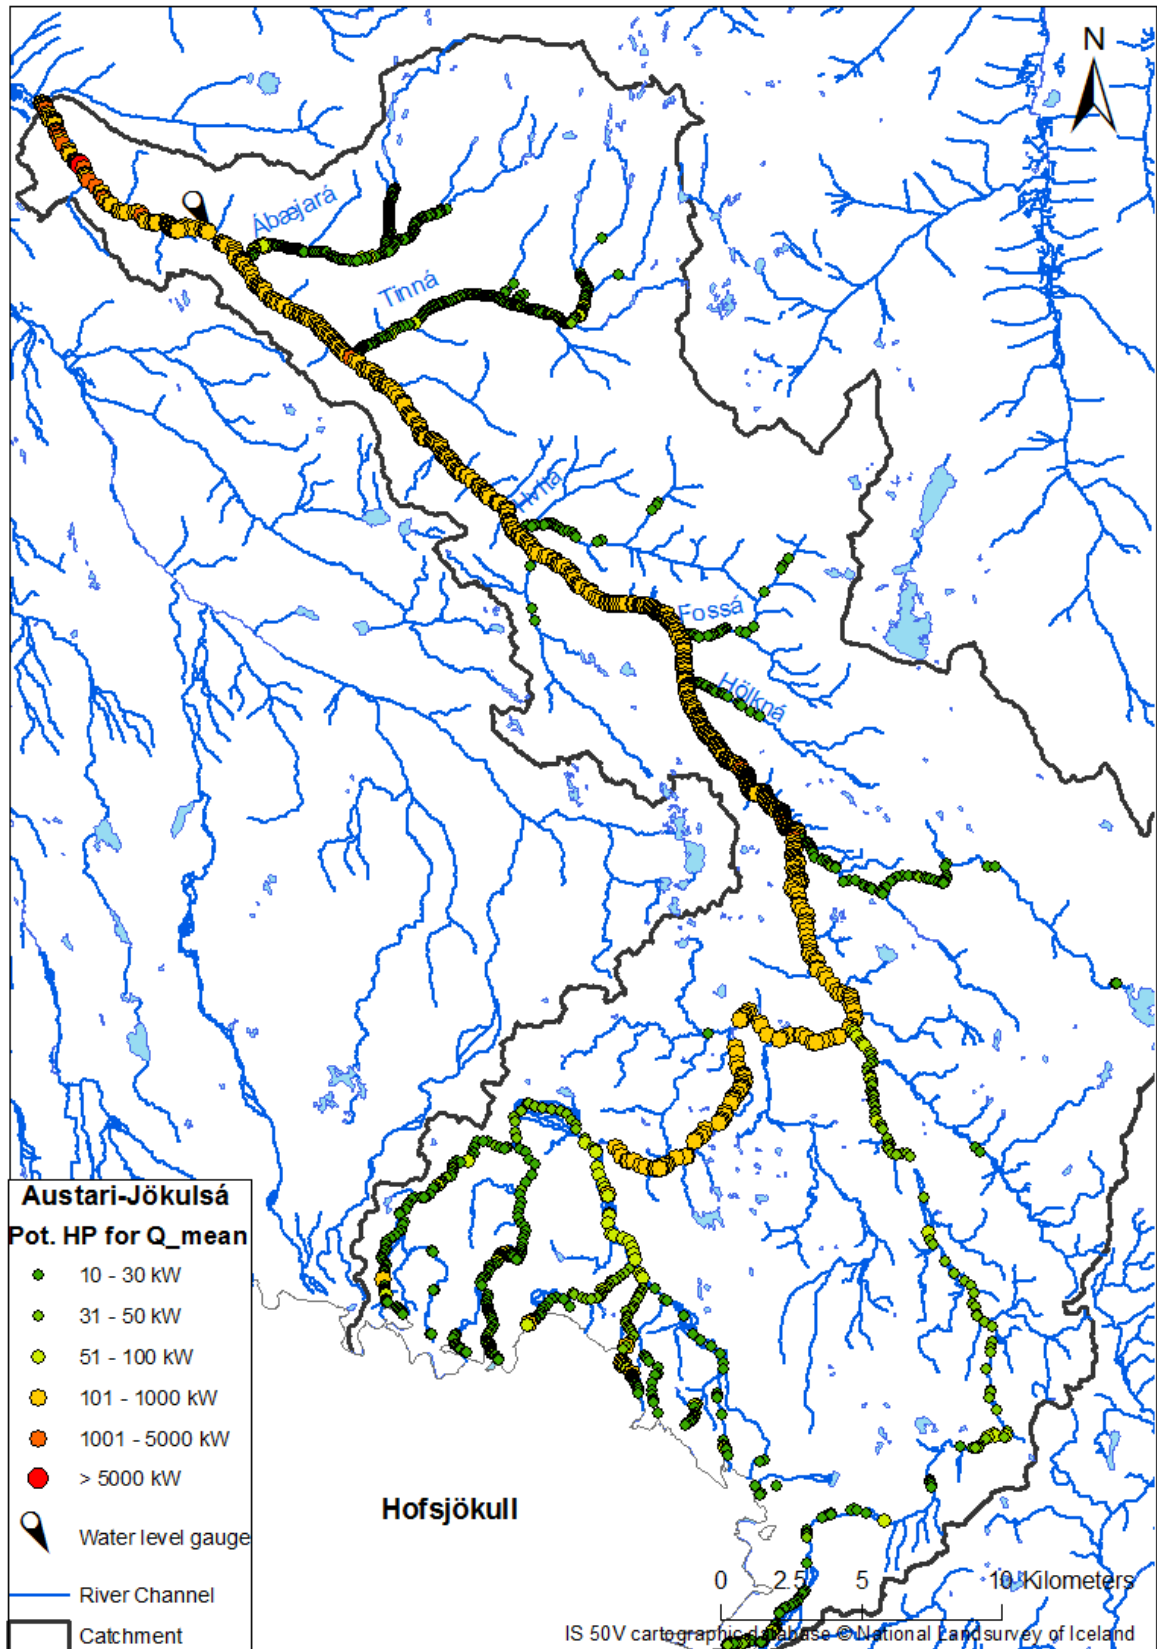 N
Ábæjará
Tinná
Hvítá
Fossá
Hölkná
Austari-Jökulsá
Pot. HP for Q_mean
10 - 30 kW
31 - 50 kW
51 - 100 kW
101 - 1000 kW
1001 - 5000 kW
> 5000 kW
Water level gauge
River Channel
Catchment
Hofsjökull
0 2.5 5 10 Kilometers
IS 50V cartographic database © National Landsurvey of Iceland